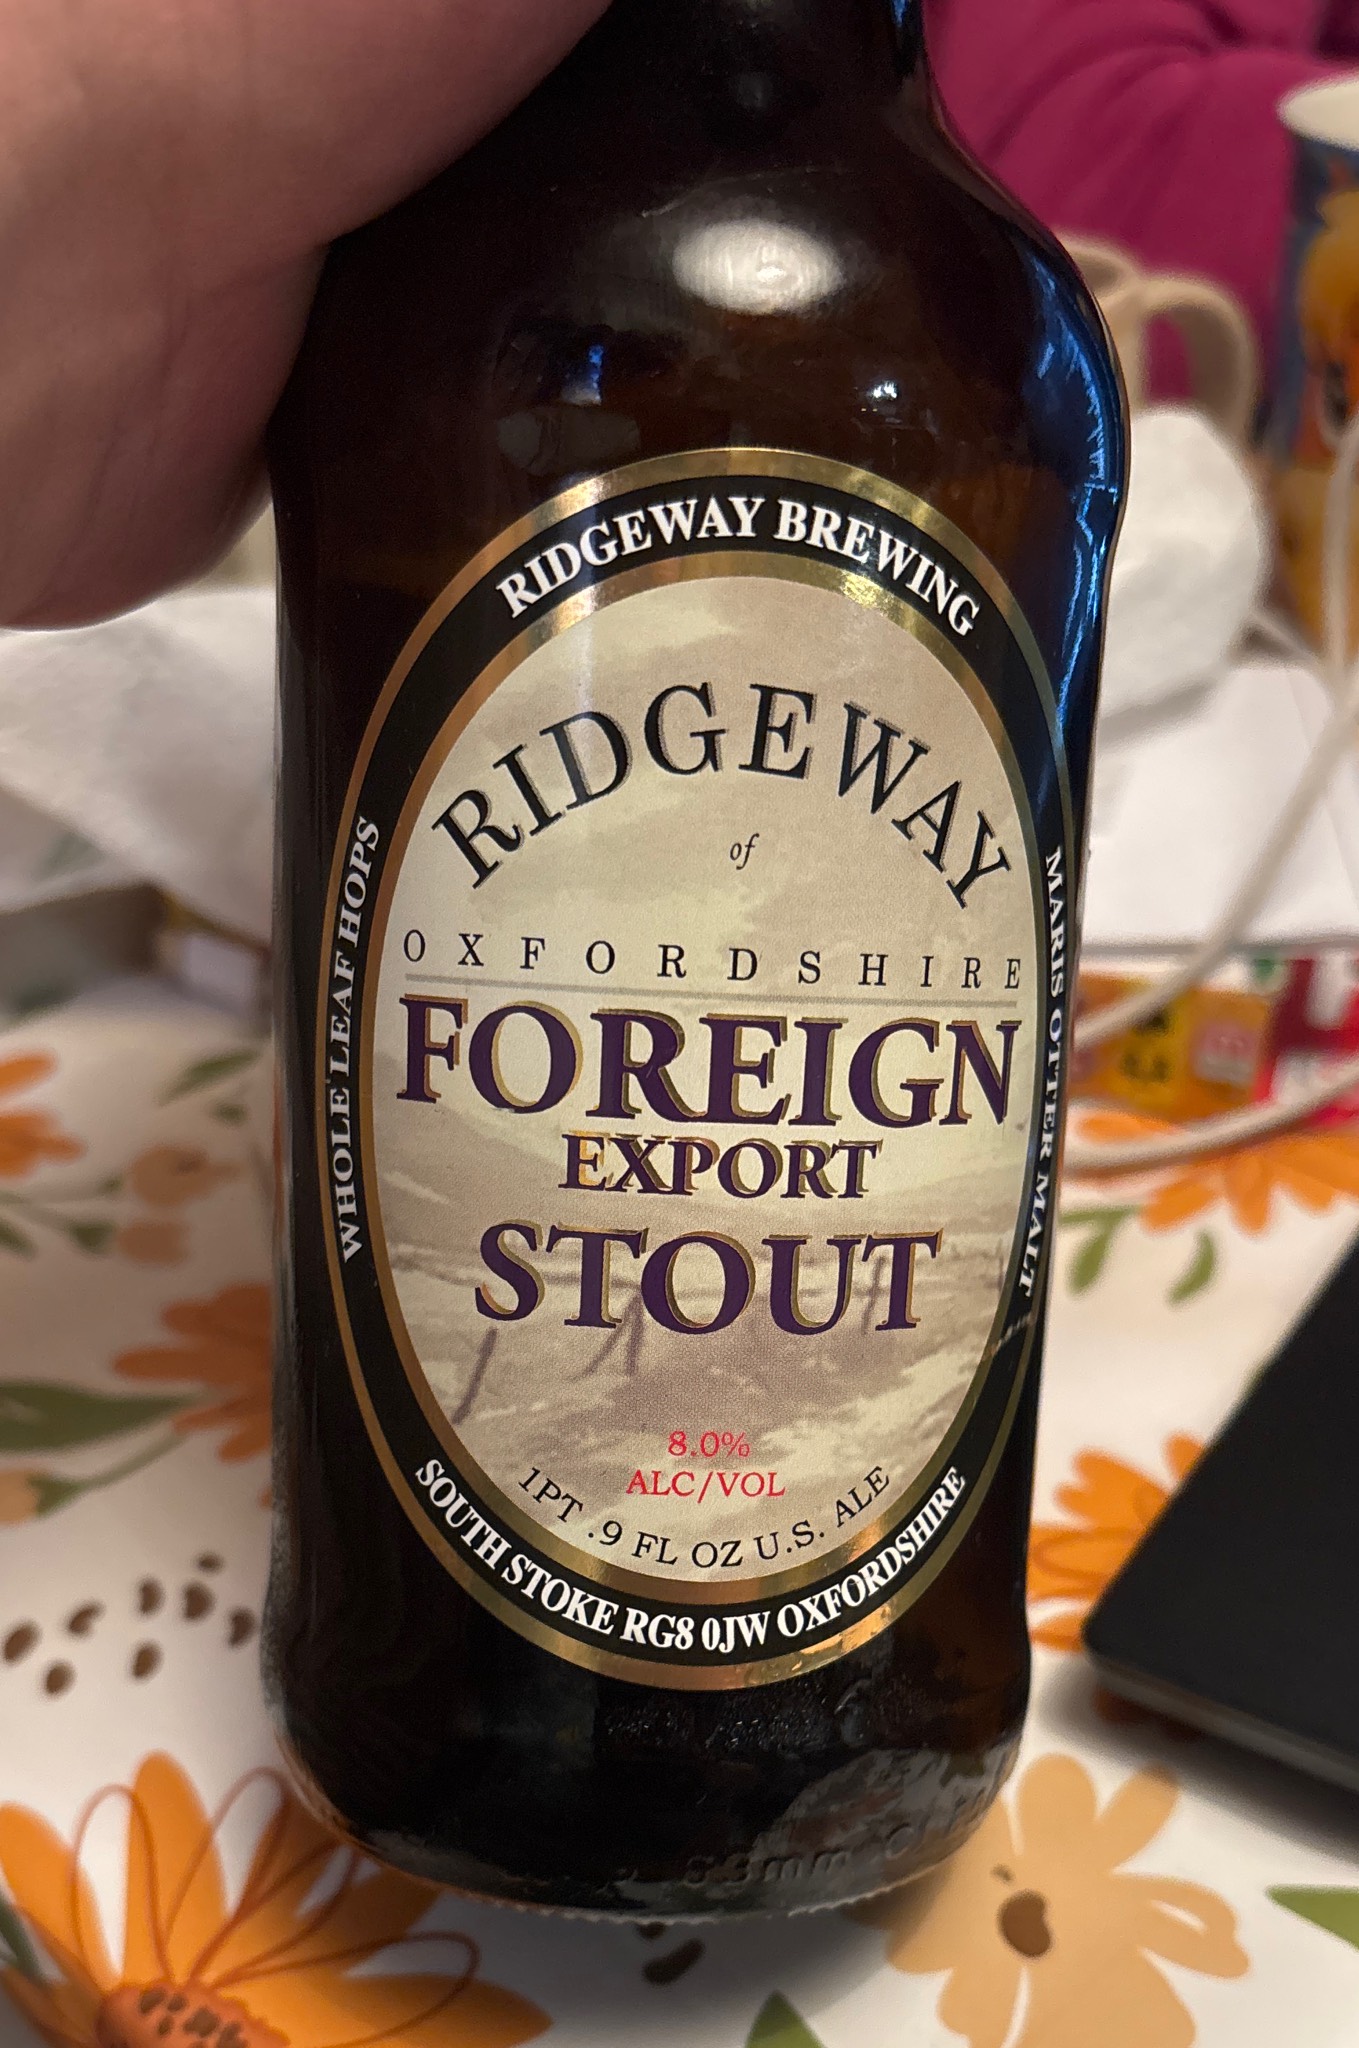 RIDGEWAY BREWING
RIDGEWAY
of
OXFORDSHIRE
FOREIGN
EXPORT
STOUT
8.0%
ALC/VOL
1PT .9 FL OZ U.S. ALE
WHOLE LEAF HOPS
MARIS OTTER MALT
SOUTH STOKE RG8 0JW OXFORDSHIRE
83mm